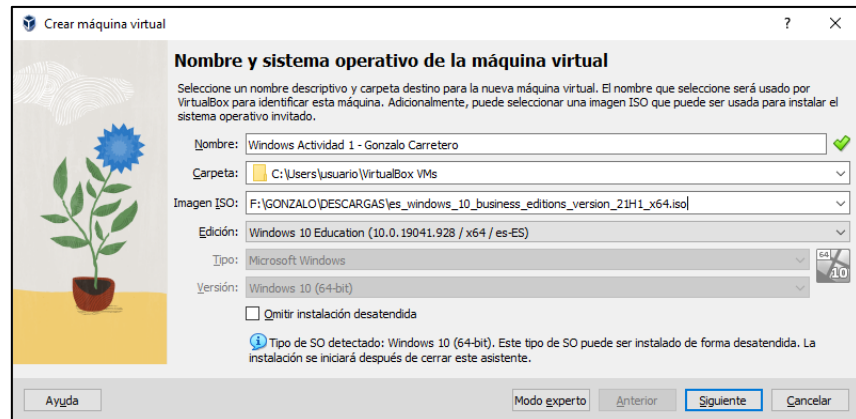 Crear máquina virtual
?
Nombre y sistema operativo de la máquina virtual
Seleccione un nombre descriptivo y carpeta destino para la nueva máquina virtual. El nombre que seleccione será usado por
VirtualBox para identificar esta máquina. Adicionalmente, puede seleccionar una imagen ISO que puede ser usada para instalar el
sistema operativo invitado.
Nombre: Windows Actividad 1 - Gonzalo Carretero
Carpeta: C:\Users\usuario\VirtualBox VMs
Imagen ISO: F:\GONZALO\DESCARGAS\es_windows_10_business_editions_version_21H1_x64.iso
Edición: Windows 10 Education (10.0.19041.928 / x64 / es-ES)
Tipo: Microsoft Windows
64
10
Versión: Windows 10 (64-bit)
Omitir instalación desatendida
Tipo de SO detectado: Windows 10 (64-bit). Este tipo de SO puede ser instalado de forma desatendida. La
instalación se iniciará después de cerrar este asistente.
Ayuda Modo experto Anterior Siguiente Cancelar